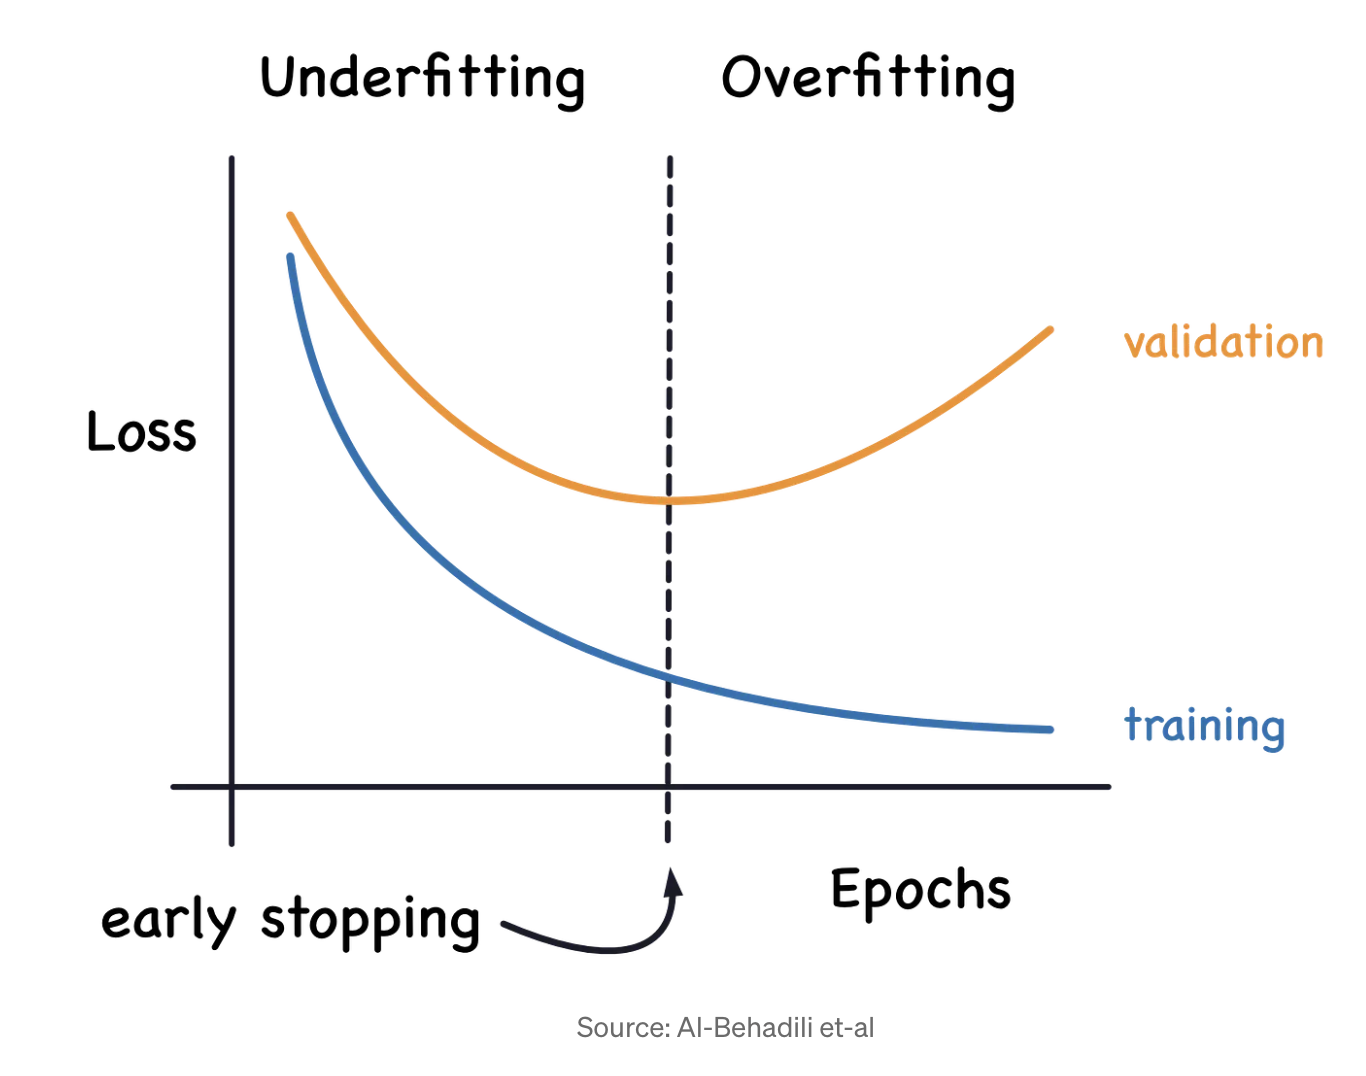 Underfitting
Overfitting
validation
Loss
training
Epochs
early stopping
Source: Al-Behadili et-al